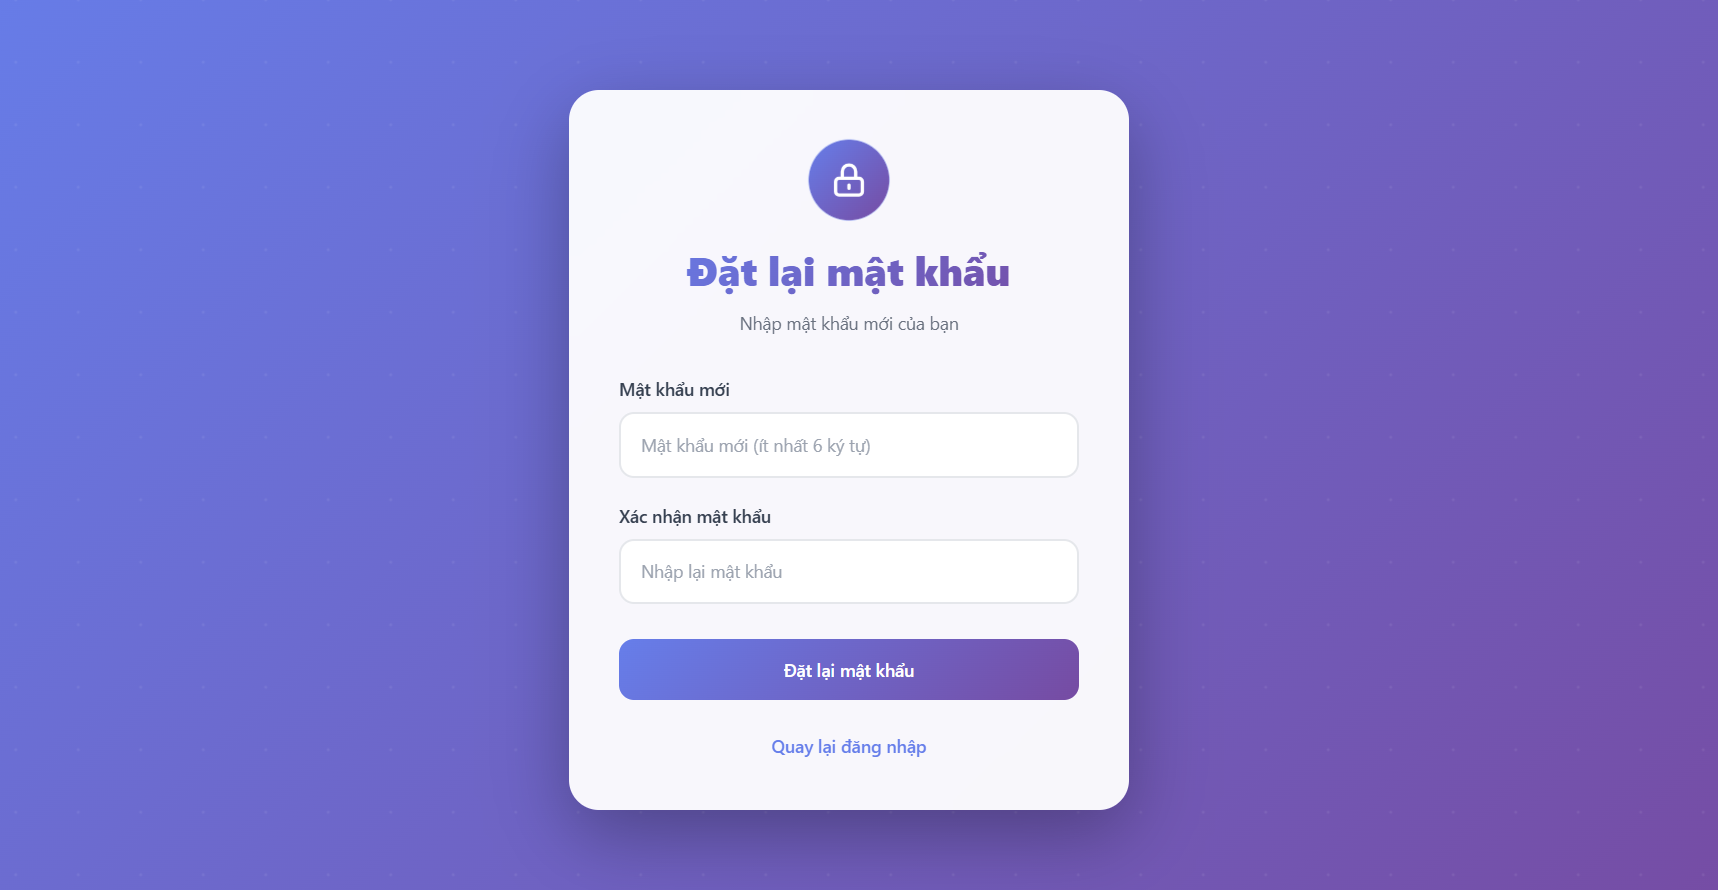 Đặt lại mật khẩu
Nhập mật khẩu mới của bạn
Mật khẩu mới
Mật khẩu mới (ít nhất 6 ký tự)
Xác nhận mật khẩu
Nhập lại mật khẩu
Đặt lại mật khẩu
Quay lại đăng nhập